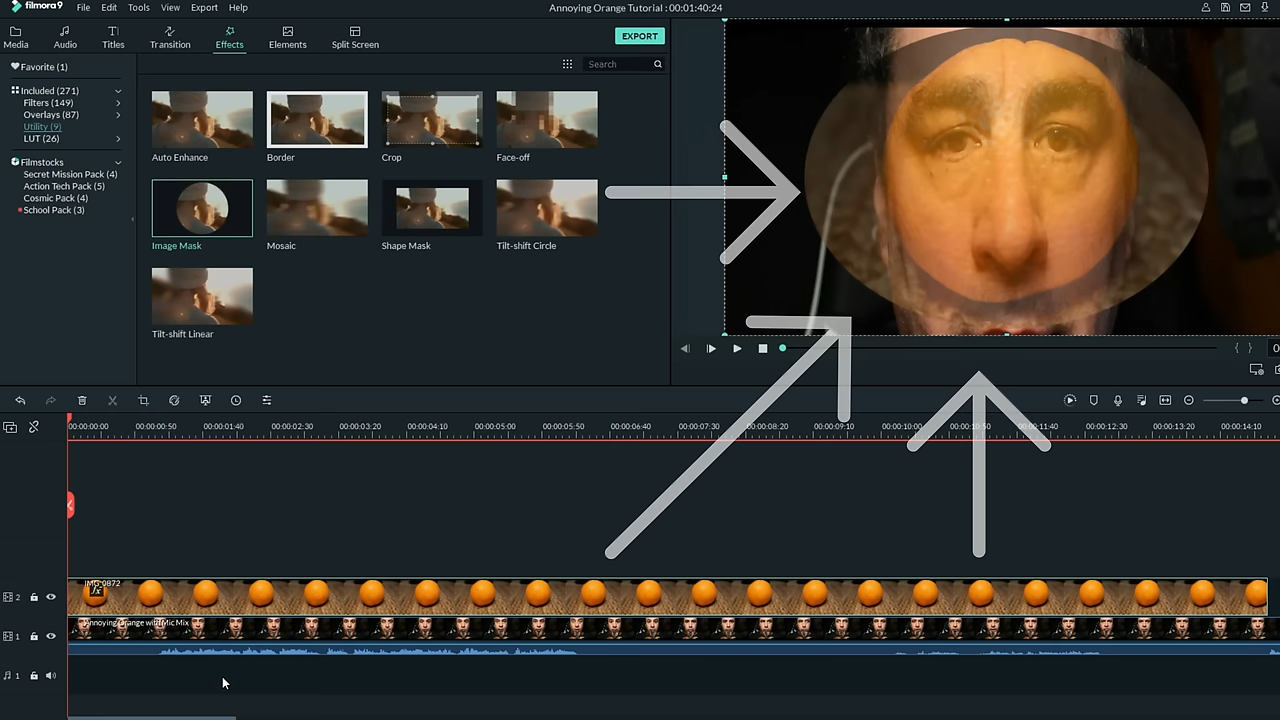 filmora9 File Edit Tools View Export Help Annoying Orange Tutorial : 00:01:40:24
Media Audio Titles Transition Effects Elements Split Screen EXPORT
Favorite (1)
Search
Included (271)
Filters (149)
Overlays (87)
Utility (9)
LUT (26)
Filmstocks
Secret Mission Pack (4)
Action Tech Pack (5)
Cosmic Pack (4)
School Pack (3)
Auto Enhance Border Crop Face-off
Image Mask Mosaic Shape Mask Tilt-shift Circle
Tilt-shift Linear
{ }
00:00:00:00 00:00:00:50 00:00:01:40 00:00:02:30 00:00:03:20 00:00:04:10 00:00:05:00 00:00:05:50 00:00:06:40 00:00:07:30 00:00:08:20 00:00:09:10 00:00:10:00 00:00:10:50 00:00:11:40 00:00:12:30 00:00:13:20 00:00:14:10
IMG-0872
fx
2
Annoying Orange with Mic Mix
1
1